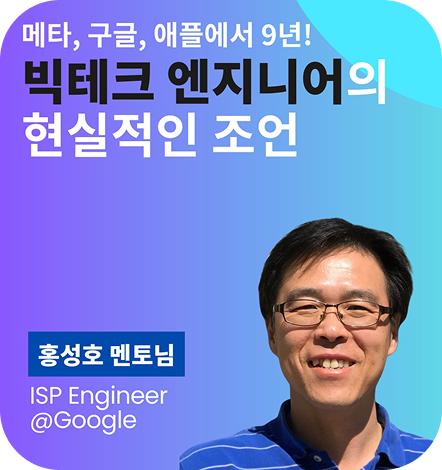 메타, 구글, 애플에서 9년!
빅테크 엔지니어의
현실적인 조언
홍성호 멘토님
ISP Engineer
@Google